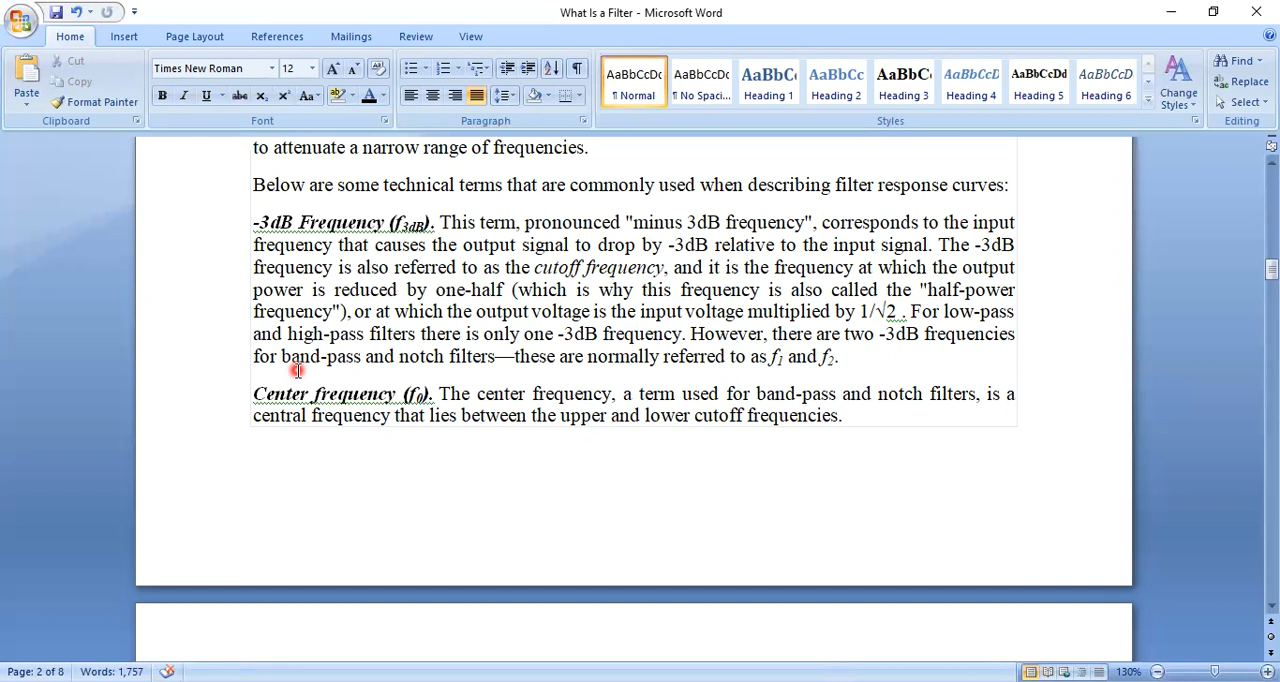 What Is a Filter - Microsoft Word
Home Insert Page Layout References Mailings Review View
Paste
Cut
Copy
Format Painter
Clipboard
Times New Roman 12
Font
Paragraph
AaBbCcDc AaBbCcDc AaBbC AaBbCc AaBbC AaBbCcD AaBbCcDd AaBbCcD
¶ Normal ¶ No Spaci... Heading 1 Heading 2 Heading 3 Heading 4 Heading 5 Heading 6
Styles
Change Styles
Find
Replace
Select
Editing
to attenuate a narrow range of frequencies.
Below are some technical terms that are commonly used when describing filter response curves:
-3dB Frequency (f3dB). This term, pronounced "minus 3dB frequency", corresponds to the input
frequency that causes the output signal to drop by -3dB relative to the input signal. The -3dB
frequency is also referred to as the cutoff frequency, and it is the frequency at which the output
power is reduced by one-half (which is why this frequency is also called the "half-power
frequency"), or at which the output voltage is the input voltage multiplied by 1/√2 . For low-pass
and high-pass filters there is only one -3dB frequency. However, there are two -3dB frequencies
for band-pass and notch filters—these are normally referred to as f1 and f2.
Center frequency (f0). The center frequency, a term used for band-pass and notch filters, is a
central frequency that lies between the upper and lower cutoff frequencies.
Page: 2 of 8 Words: 1,757 130%